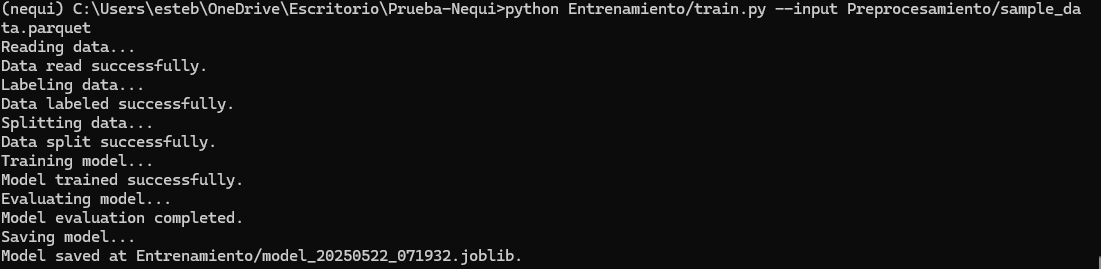 (nequi) C:\Users\esteb\OneDrive\Escritorio\Prueba-Nequi>python Entrenamiento/train.py --input Preprocesamiento/sample_da
ta.parquet
Reading data...
Data read successfully.
Labeling data...
Data labeled successfully.
Splitting data...
Data split successfully.
Training model...
Model trained successfully.
Evaluating model...
Model evaluation completed.
Saving model...
Model saved at Entrenamiento/model_20250522_071932.joblib.